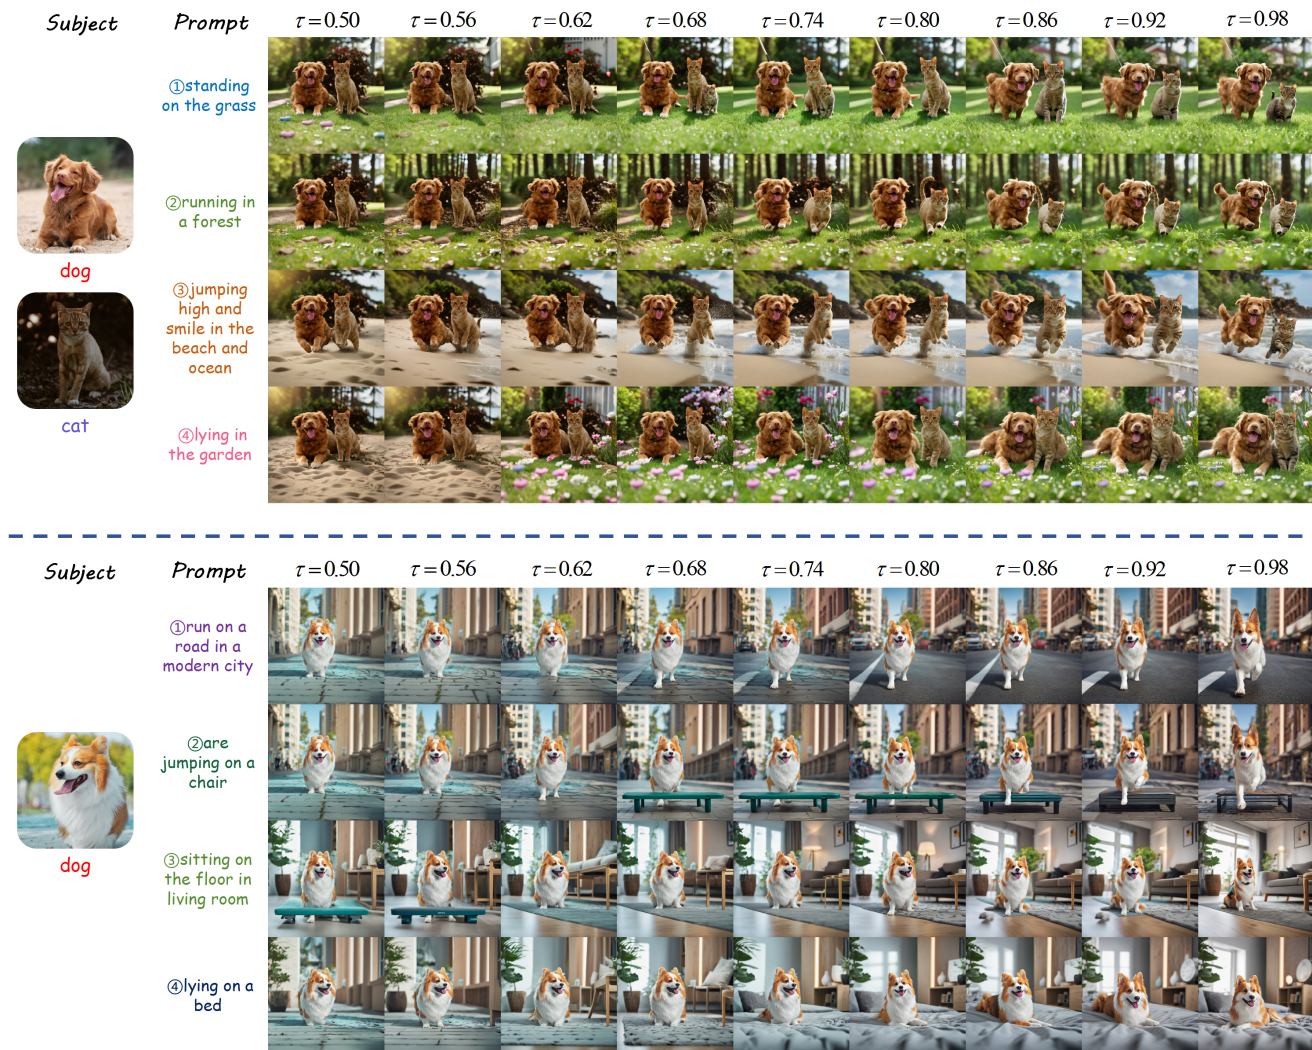 Subject Prompt τ=0.50 τ=0.56 τ=0.62 τ=0.68 τ=0.74 τ=0.80 τ=0.86 τ=0.92 τ=0.98
①standing
on the grass
②running in
a forest
dog
③jumping
high and
smile in the
beach and
ocean
cat
④lying in
the garden
Subject Prompt τ=0.50 τ=0.56 τ=0.62 τ=0.68 τ=0.74 τ=0.80 τ=0.86 τ=0.92 τ=0.98
①run on a
road in a
modern city
②are
jumping on a
chair
dog
③sitting on
the floor in
living room
④lying on a
bed